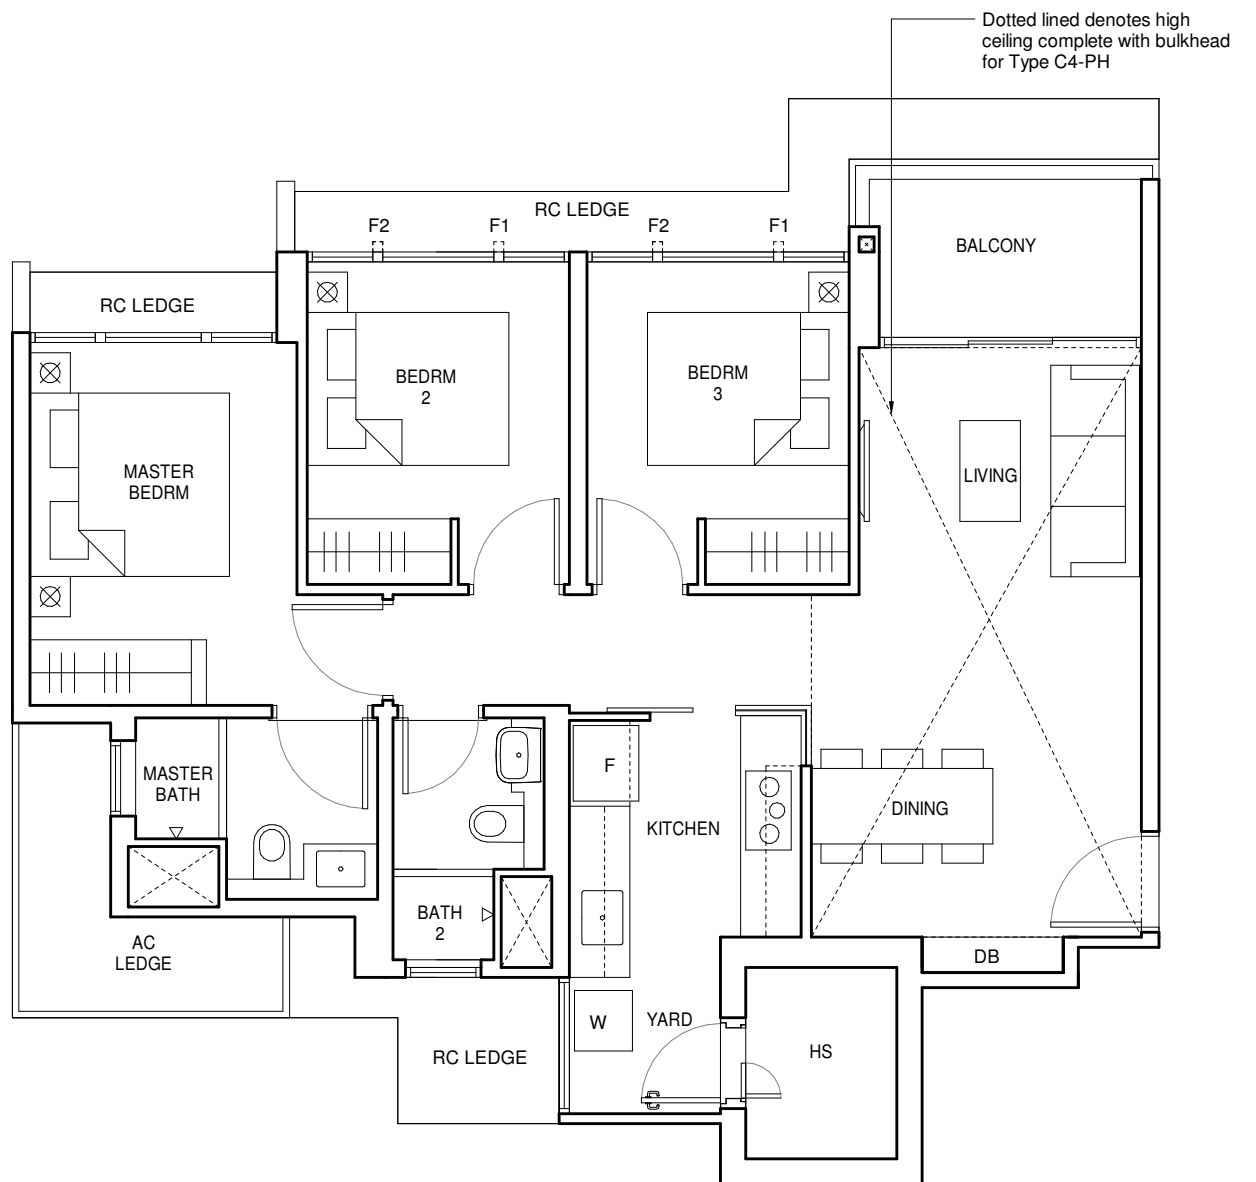 Dotted lined denotes high
ceiling complete with bulkhead
for Type C4-PH
RC LEDGE
F2
F1
F2
F1
BALCONY
RC LEDGE
BEDRM
2
BEDRM
3
MASTER
BEDRM
LIVING
MASTER
BATH
F
KITCHEN
DINING
BATH
2
AC
LEDGE
DB
W
YARD
HS
RC LEDGE